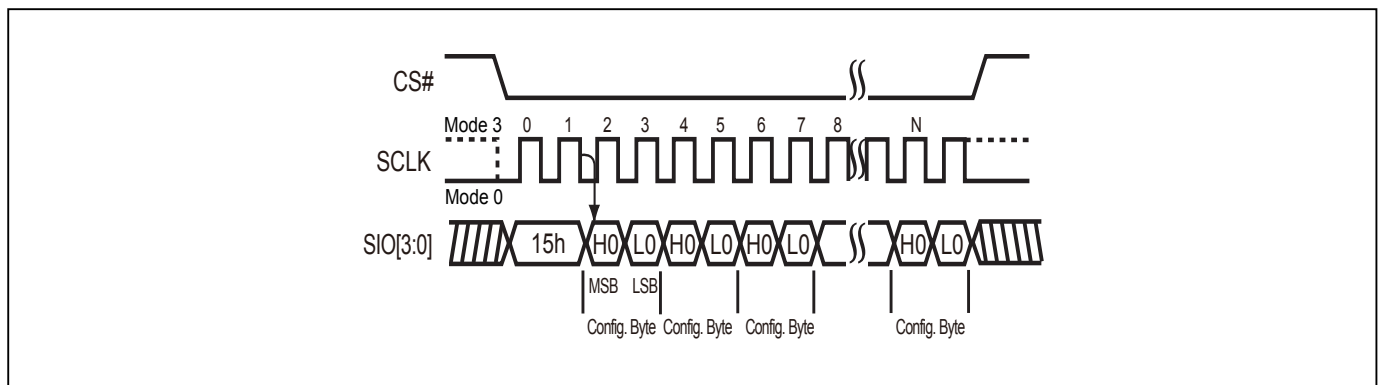 CS#
Mode 3 0 1 2 3 4 5 6 7 8 N
SCLK
Mode 0
SIO[3:0] 15h H0 L0 H0 L0 H0 L0 H0 L0
MSB LSB
Config. Byte Config. Byte Config. Byte Config. Byte